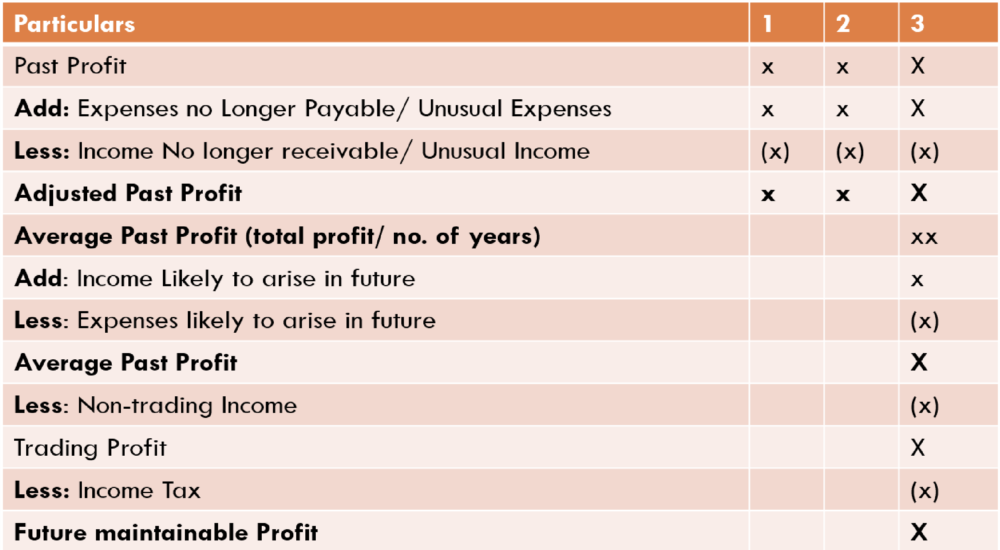 Particulars 1 2 3
Past Profit x x X
Add: Expenses no Longer Payable/ Unusual Expenses x x X
Less: Income No longer receivable/ Unusual Income (x) (x) (x)
Adjusted Past Profit x x X
Average Past Profit (total profit/ no. of years) xx
Add: Income Likely to arise in future x
Less: Expenses likely to arise in future (x)
Average Past Profit X
Less: Non-trading Income (x)
Trading Profit X
Less: Income Tax (x)
Future maintainable Profit X